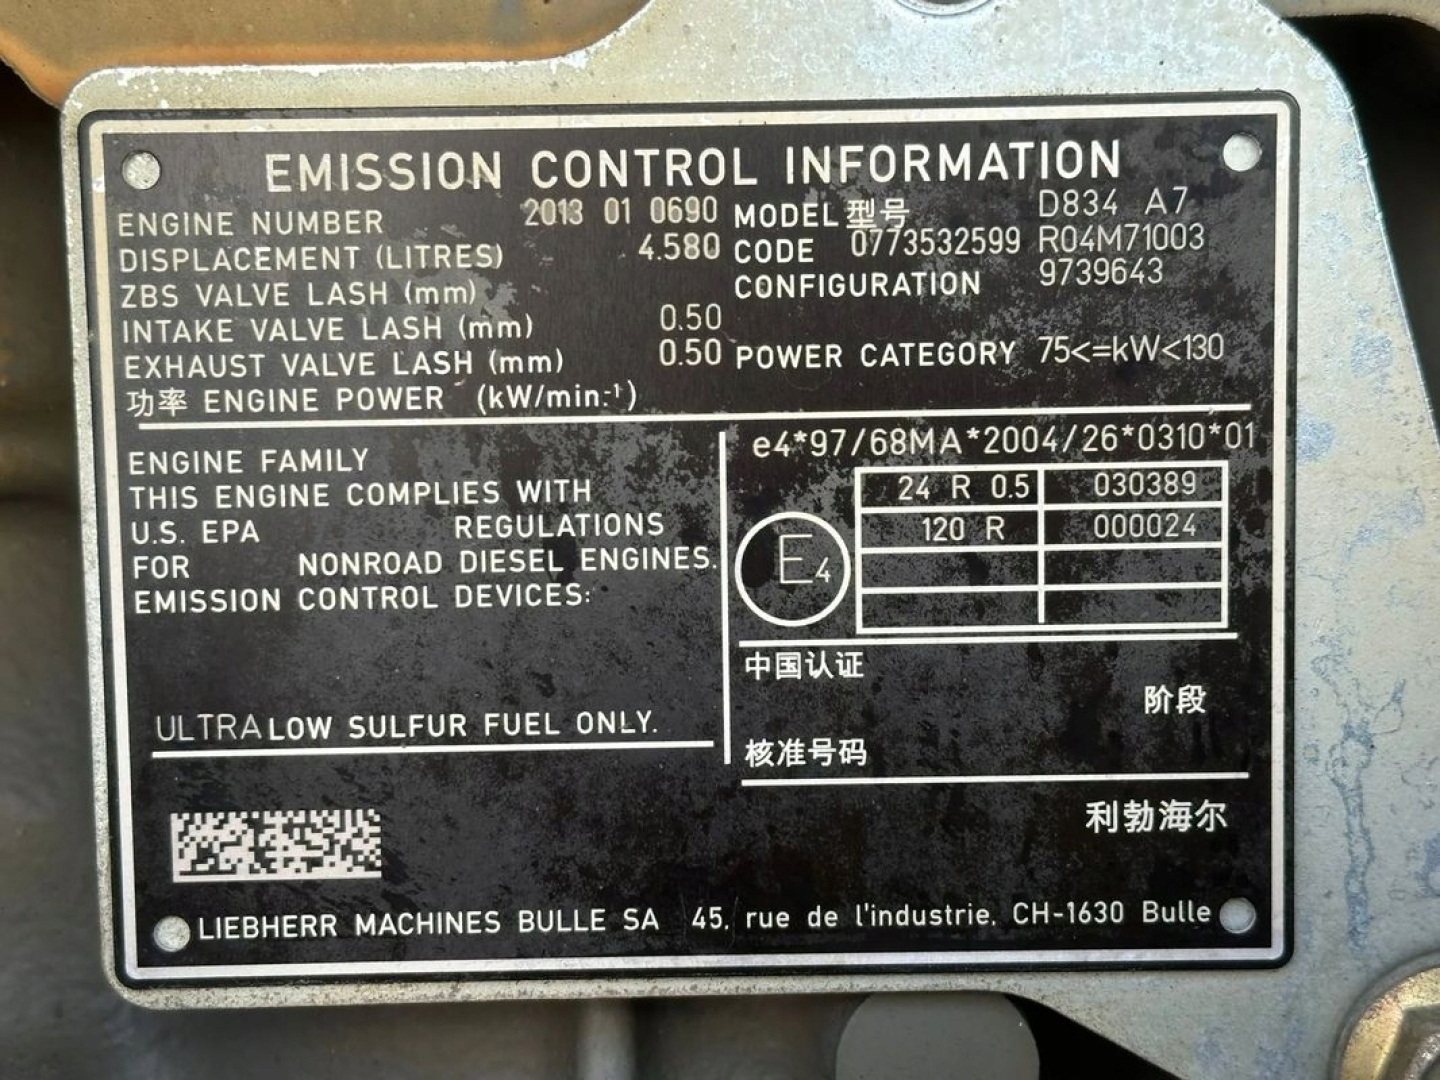 EMISSION CONTROL INFORMATION
ENGINE NUMBER 2013 01 0690
DISPLACEMENT (LITRES) 4.580
ZBS VALVE LASH (mm)
INTAKE VALVE LASH (mm) 0.50
EXHAUST VALVE LASH (mm) 0.50
功率 ENGINE POWER (kW/min.⁻¹)
MODEL 型号 D834 A7
CODE 0773532599 R04M71003
CONFIGURATION 9739643
POWER CATEGORY 75<=kW<130
ENGINE FAMILY
THIS ENGINE COMPLIES WITH
U.S. EPA REGULATIONS
FOR NONROAD DIESEL ENGINES.
EMISSION CONTROL DEVICES:
ULTRA LOW SULFUR FUEL ONLY.
e4*97/68MA*2004/26*0310*01
E4
24 R 0.5 030389
120 R 000024
中国认证
阶段
核准号码
利勃海尔
LIEBHERR MACHINES BULLE SA 45, rue de l'industrie. CH-1630 Bulle